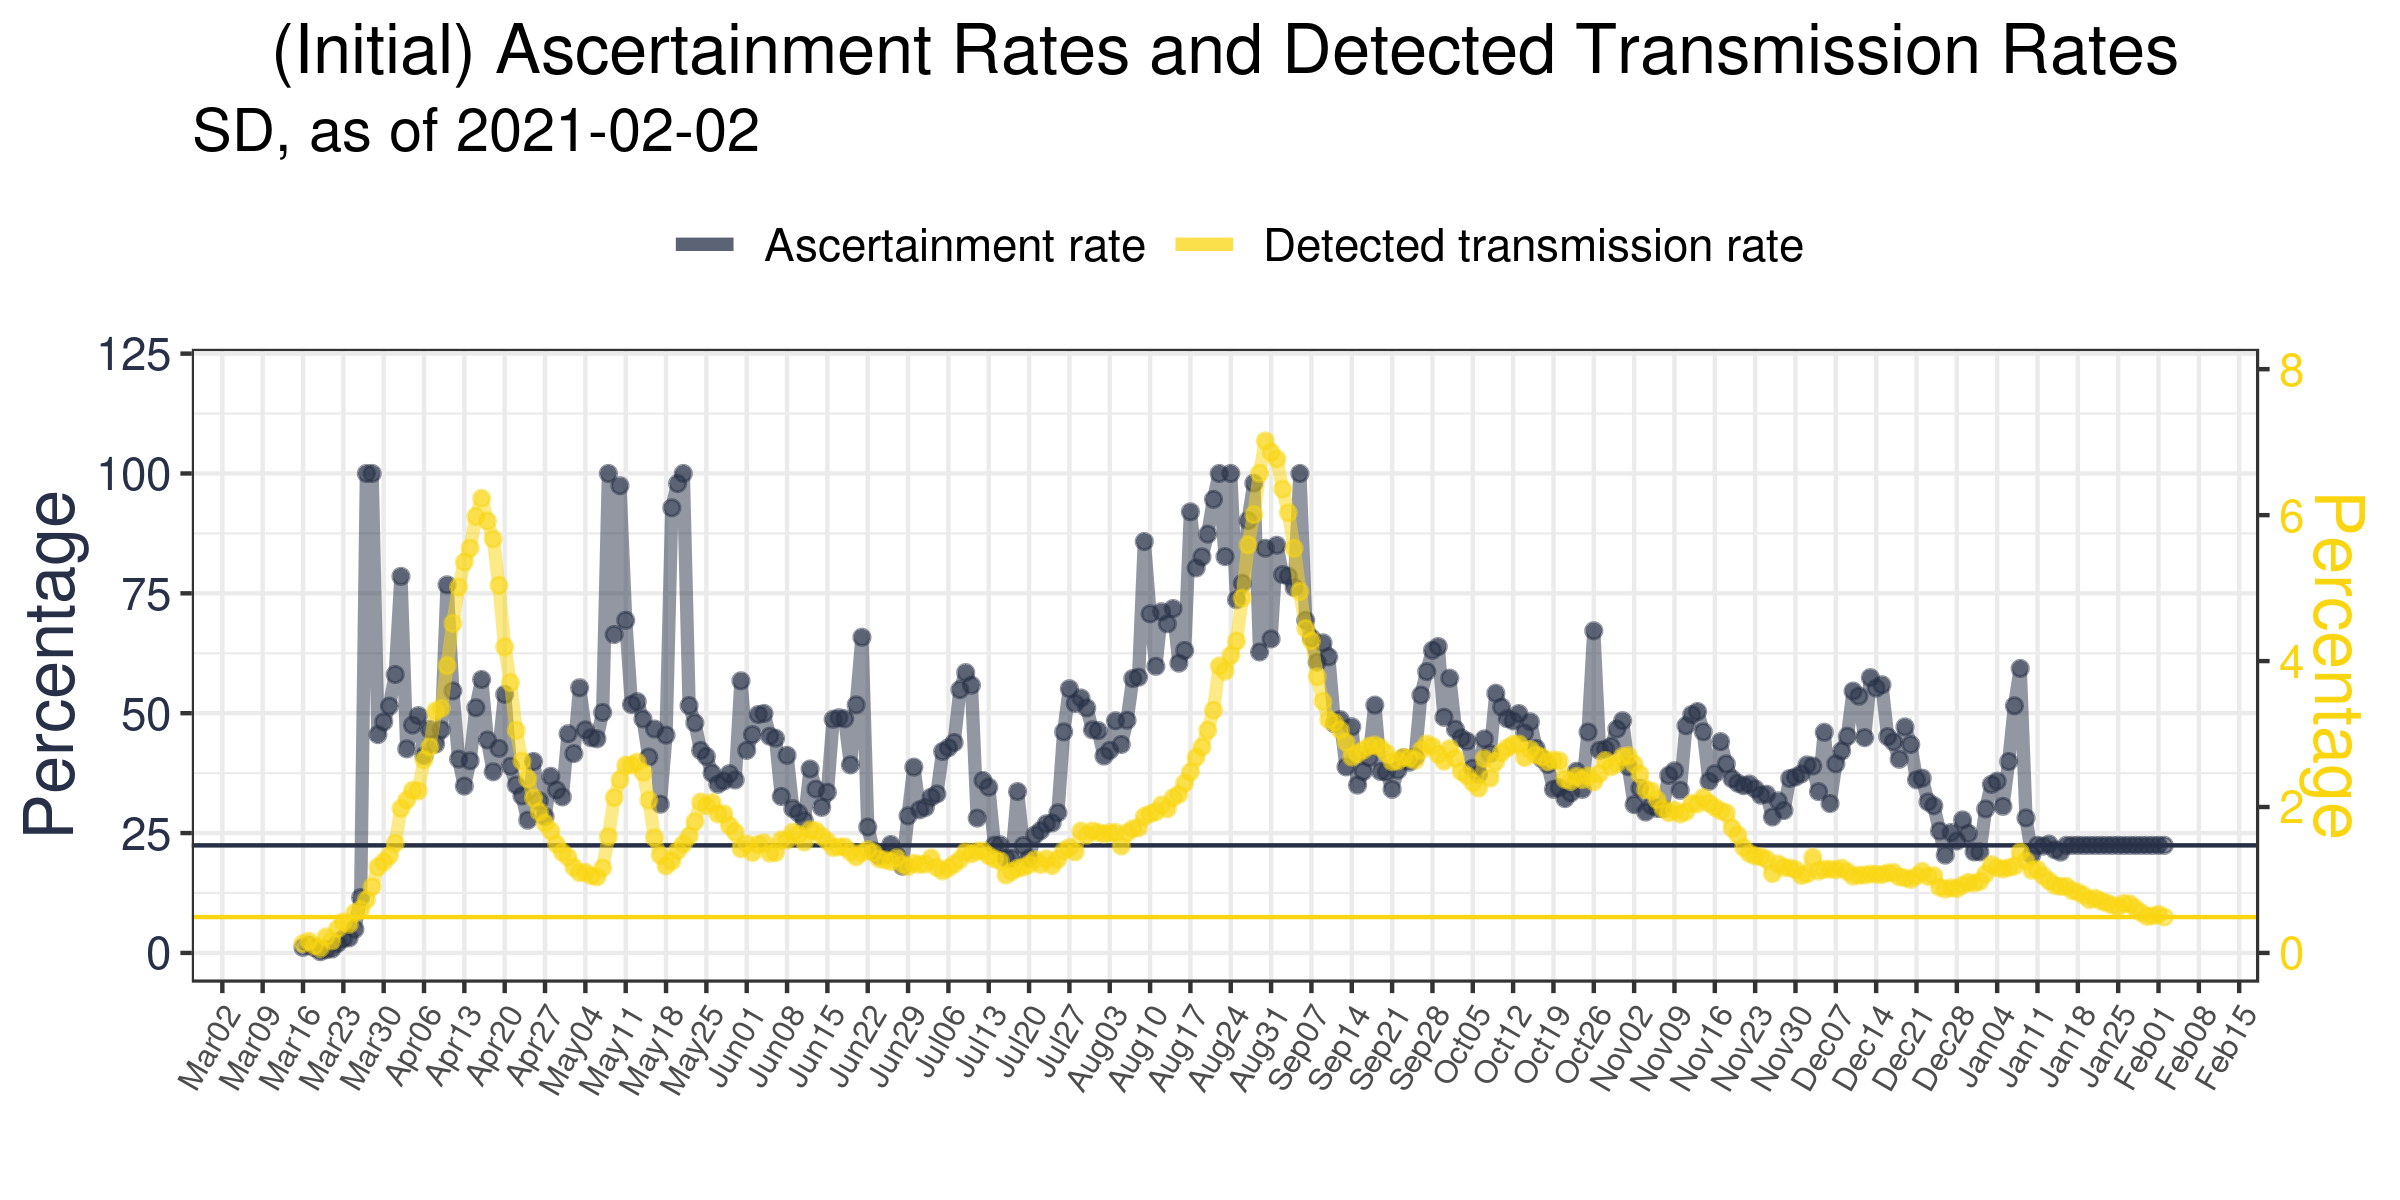 (Initial) Ascertainment Rates and Detected Transmission Rates
SD, as of 2021-02-02
Ascertainment rate Detected transmission rate
Percentage
125
100
75
50
25
0
8
6
4
2
0
Percentage
Mar02 Mar09 Mar16 Mar23 Mar30 Apr06 Apr13 Apr20 Apr27 May04 May11 May18 May25 Jun01 Jun08 Jun15 Jun22 Jun29 Jul06 Jul13 Jul20 Jul27 Aug03 Aug10 Aug17 Aug24 Aug31 Sep07 Sep14 Sep21 Sep28 Oct05 Oct12 Oct19 Oct26 Nov02 Nov09 Nov16 Nov23 Nov30 Dec07 Dec14 Dec21 Dec28 Jan04 Jan11 Jan18 Jan25 Feb01 Feb08 Feb15